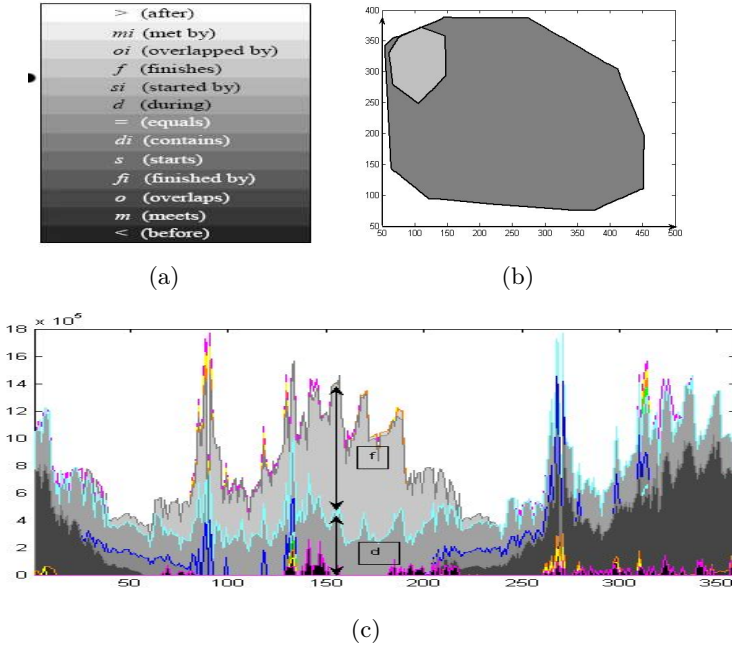 > (after)
mi (met by)
oi (overlapped by)
f (finishes)
si (started by)
d (during)
= (equals)
di (contains)
s (starts)
fi (finished by)
o (overlaps)
m (meets)
< (before)
(a)
400
350
300
250
200
150
100
50
50 100 150 200 250 300 350 400 450 500
(b)
x 10⁵
18
16
14
12
10
8
6
4
2
0
f
d
50 100 150 200 250 300 350
(c)